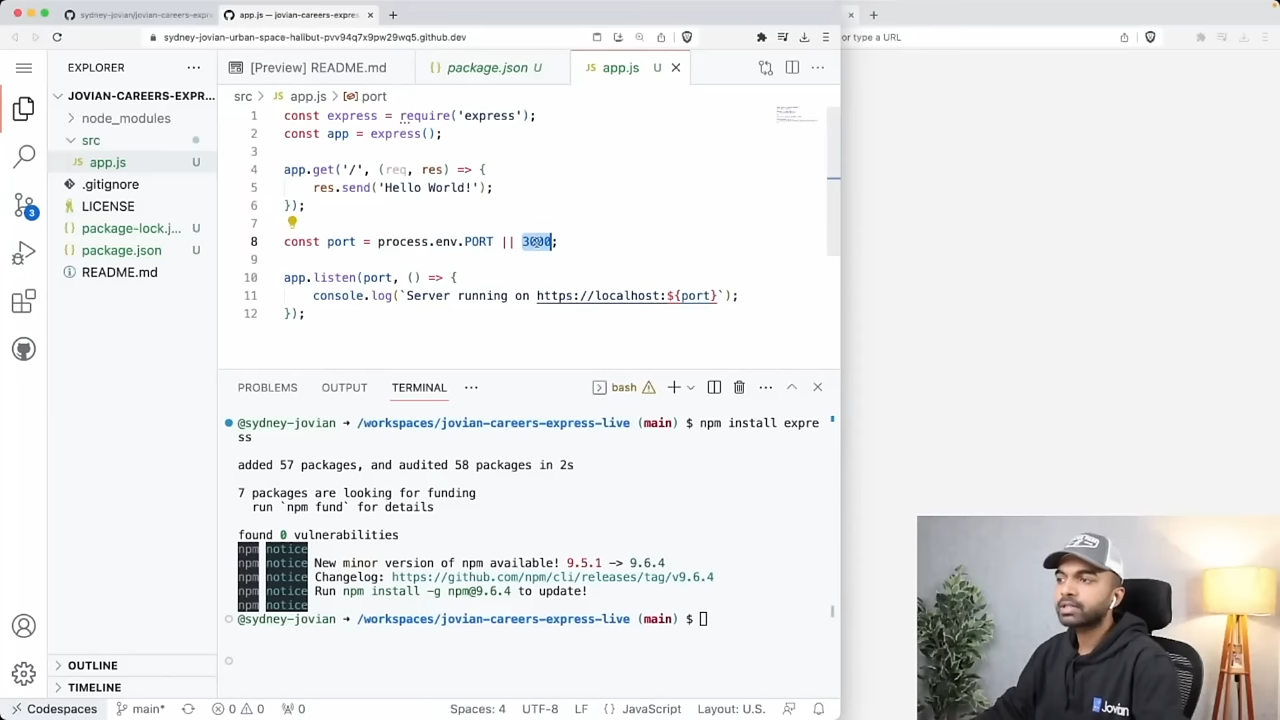 sydney-jovian/jovian-careers-expre
app.js — jovian-careers-expres
sydney-jovian-urban-space-halibut-pvv94q7x9pw29wq5.github.dev
or type a URL
EXPLORER
[Preview] README.md
package.json U
app.js U
JOVIAN-CAREERS-EXPR...
src > JS app.js > port
node_modules
src
JS app.js U
.gitignore
LICENSE
package-lock.j... U
package.json U
README.md
3
1 const express = require('express');
2 const app = express();
3
4 app.get('/', (req, res) => {
5 res.send('Hello World!');
6 });
7
8 const port = process.env.PORT || 3000;
9
10 app.listen(port, () => {
11 console.log(`Server running on https://localhost:${port}`);
12 });
PROBLEMS OUTPUT TERMINAL ...
bash
@sydney-jovian → /workspaces/jovian-careers-express-live (main) $ npm install expre
ss
added 57 packages, and audited 58 packages in 2s
7 packages are looking for funding
run `npm fund` for details
found 0 vulnerabilities
npm notice
npm notice New minor version of npm available! 9.5.1 -> 9.6.4
npm notice Changelog: https://github.com/npm/cli/releases/tag/v9.6.4
npm notice Run npm install -g npm@9.6.4 to update!
npm notice
@sydney-jovian → /workspaces/jovian-careers-express-live (main) $
OUTLINE
TIMELINE
Codespaces main* 0 0 0 Spaces: 4 UTF-8 LF {} JavaScript Layout: U.S.
Jovian